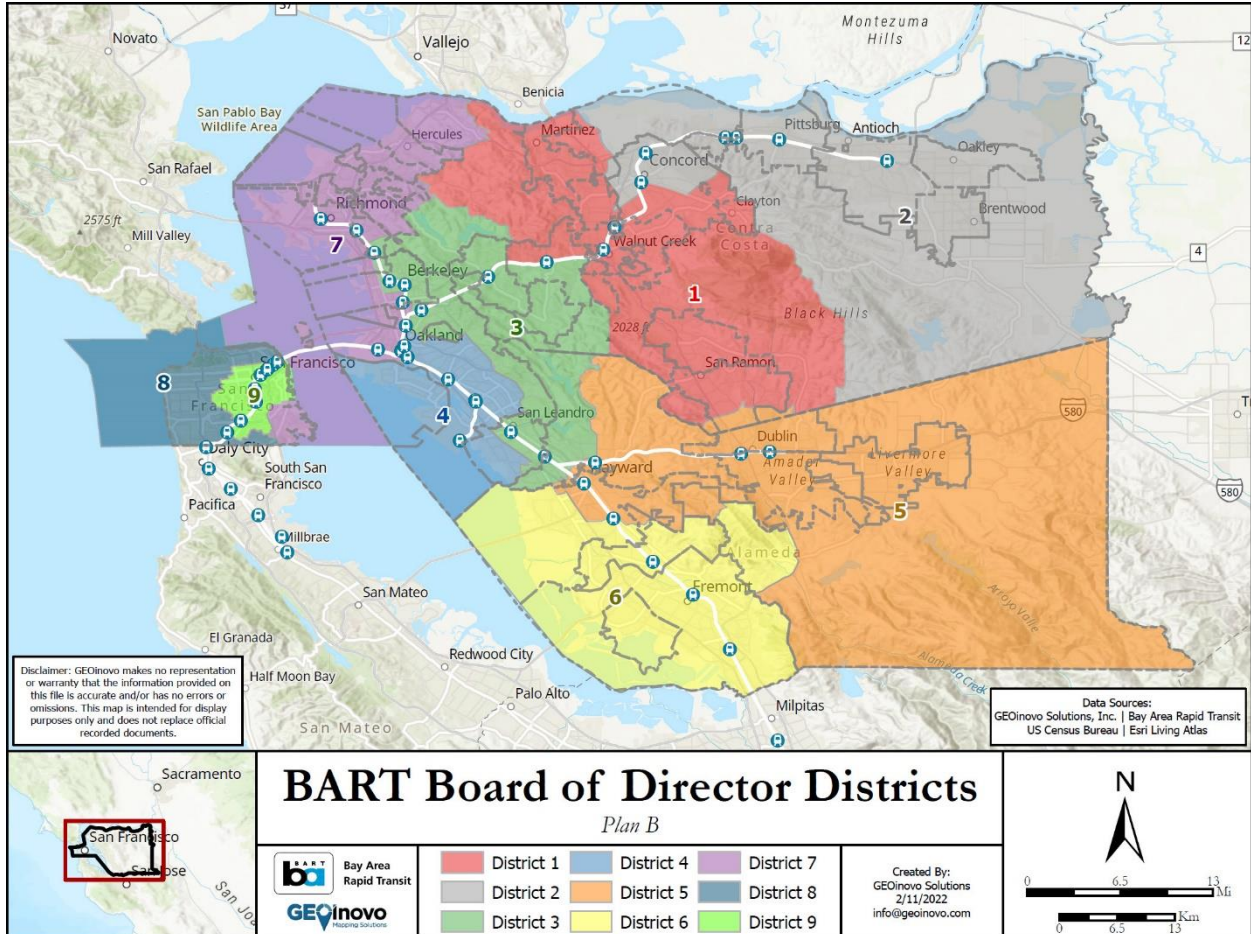 37
Novato
Vallejo
Montezuma
Hills
12
Benicia
San Pablo Bay
Wildlife Area
Hercules
Martinez
Pittsburg
Antioch
San Rafael
Concord
Oakley
2575 ft
Richmond
Clayton
2
Brentwood
Mill Valley
7
Walnut Creek
Contra
Costa
4
Berkeley
1
Black Hills
3
2028 ft
Oakland
San Francisco
San Ramon
8
9
San
Francisco
4
San Leandro
580
Dublin
Daly City
Hayward
Amador
Valley
Livermore
Valley
South San
Francisco
580
Pacifica
5
Millbrae
Alameda
6
Fremont
San Mateo
Arroyo Valle
El Granada
Redwood City
Alameda Creek
Half Moon Bay
Palo Alto
Milpitas
San Mateo
Disclaimer: GEOinovo makes no representation
or warranty that the information provided on
this file is accurate and/or has no errors or
omissions. This map is intended for display
purposes only and does not replace official
recorded documents.
Data Sources:
GEOinovo Solutions, Inc. | Bay Area Rapid Transit
US Census Bureau | Esri Living Atlas
Sacramento
San Francisco
San Jose
BART Board of Director Districts
Plan B
BART
ba
Bay Area
Rapid Transit
GEOinovo
Mapping Solutions
District 1
District 4
District 7
District 2
District 5
District 8
District 3
District 6
District 9
Created By:
GEOinovo Solutions
2/11/2022
info@geoinovo.com
N
0 6.5 13
Mi
Km
0 6.5 13